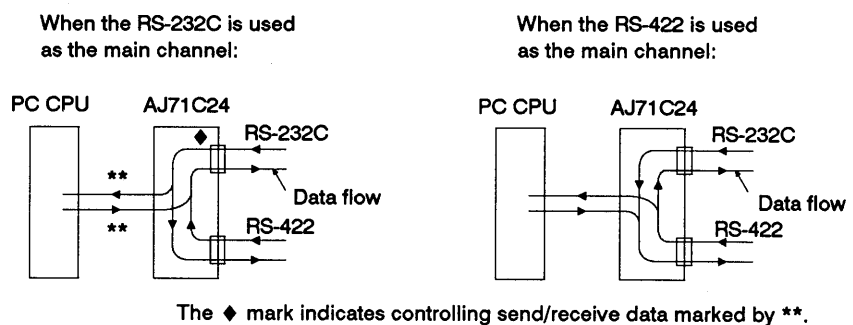 When the RS-232C is used
as the main channel:
PC CPU
AJ71C24
♦
RS-232C
**
**
Data flow
RS-422
When the RS-422 is used
as the main channel:
PC CPU
AJ71C24
RS-232C
Data flow
RS-422
The ♦ mark indicates controlling send/receive data marked by **.